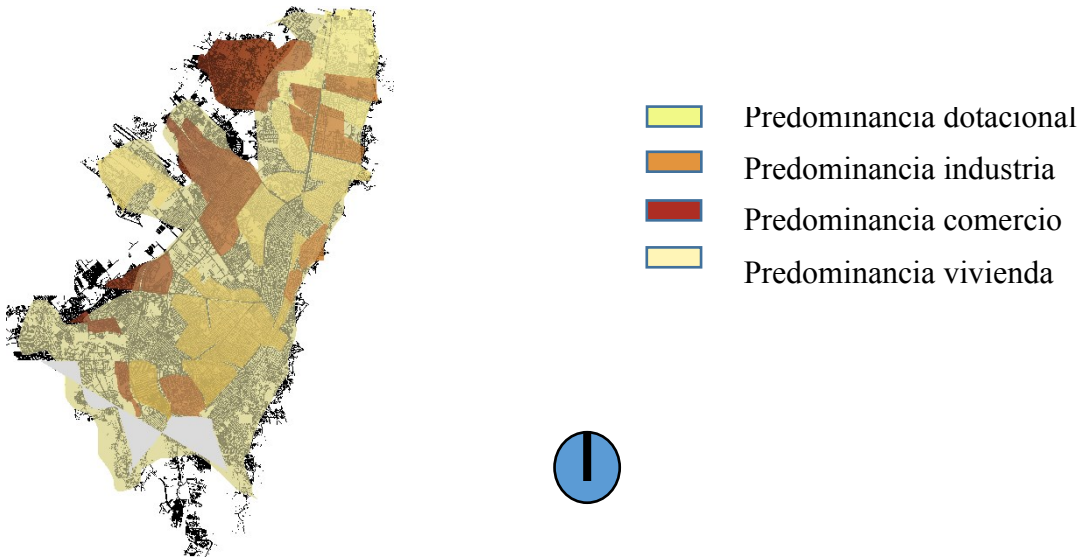 Predominancia dotacional
Predominancia industria
Predominancia comercio
Predominancia vivienda